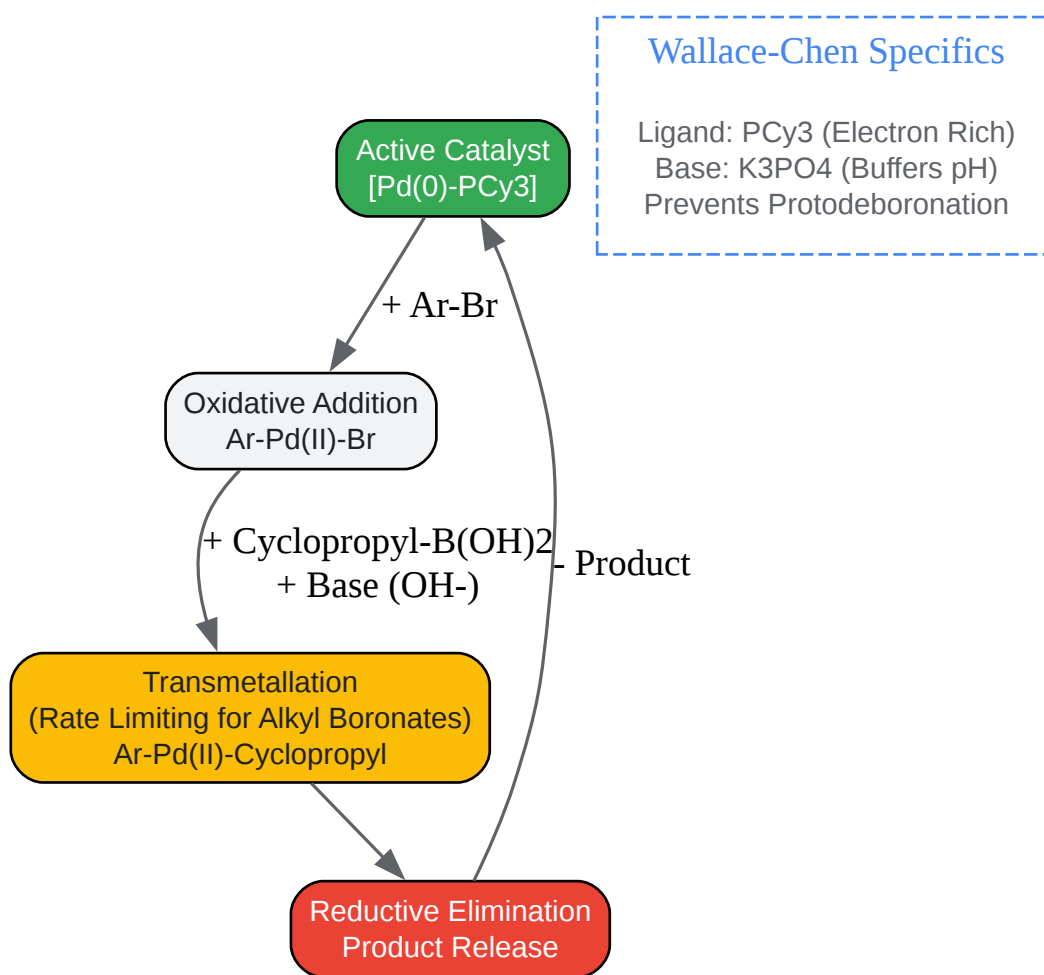 Wallace-Chen Specifics
Ligand: PCy3 (Electron Rich)
Base: K3PO4 (Buffers pH)
Prevents Protodeboronation
Active Catalyst
[Pd(0)-PCy3]
+ Ar-Br
Oxidative Addition
Ar-Pd(II)-Br
+ Cyclopropyl-B(OH)2
+ Base (OH-)
- Product
Transmetallation
(Rate Limiting for Alkyl Boronates)
Ar-Pd(II)-Cyclopropyl
Reductive Elimination
Product Release